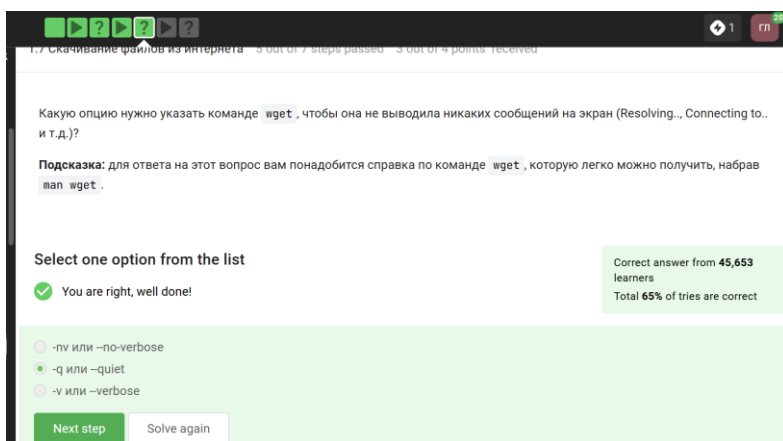 1
ГЛ
20
1.7 Скачивание файлов из интернета 5 out of 7 steps passed 3 out of 4 points received
Какую опцию нужно указать команде wget, чтобы она не выводила никаких сообщений на экран (Resolving.., Connecting to..
и т.д.)?
Подсказка: для ответа на этот вопрос вам понадобится справка по команде wget, которую легко можно получить, набрав
man wget.
Select one option from the list
You are right, well done!
Correct answer from 45,653
learners
Total 65% of tries are correct
-nv или --no-verbose
-q или --quiet
-v или --verbose
Next step Solve again